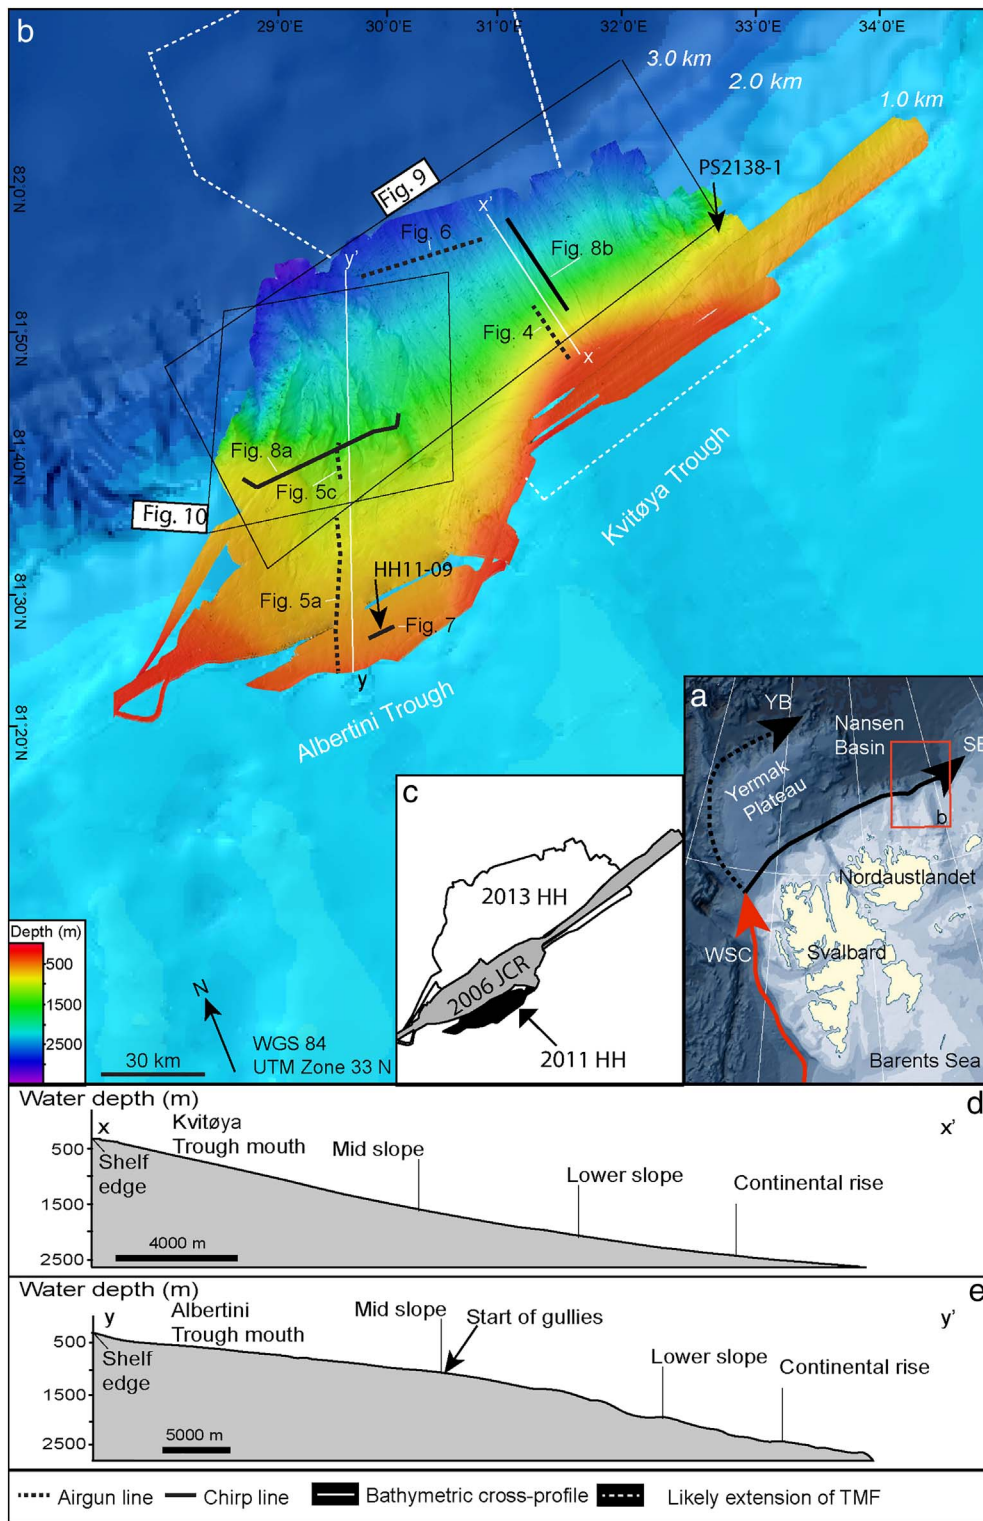 b
29°0'E
30°0'E
31°0'E
32°0'E
33°0'E
34°0'E
3.0 km
2.0 km
1.0 km
82°0'N
PS2138-1
Fig. 9
x'
Fig. 6
y'
Fig. 8b
81°50'N
Fig. 4
x
Fig. 8a
81°40'N
Fig. 5c
Kvitøya Trough
Fig. 10
HH11-09
81°30'N
Fig. 5a
Fig. 7
y
Albertini Trough
81°20'N
a
YB
Nansen
Basin
SB
Yermak
Plateau
b
Nordaustlandet
WSC
Svalbard
Barents Sea
c
2013 HH
2006 JCR
2011 HH
Depth (m)
500
1500
2500
N
30 km
WGS 84
UTM Zone 33 N
Water depth (m)
d
x
Kvitøya
Trough mouth
x'
500
Shelf
edge
Mid slope
Lower slope
Continental rise
1500
4000 m
2500
Water depth (m)
e
y
Albertini
Trough mouth
Mid slope
Start of gullies
y'
500
Shelf
edge
Lower slope
Continental rise
1500
5000 m
2500
Airgun line
Chirp line
Bathymetric cross-profile
Likely extension of TMF